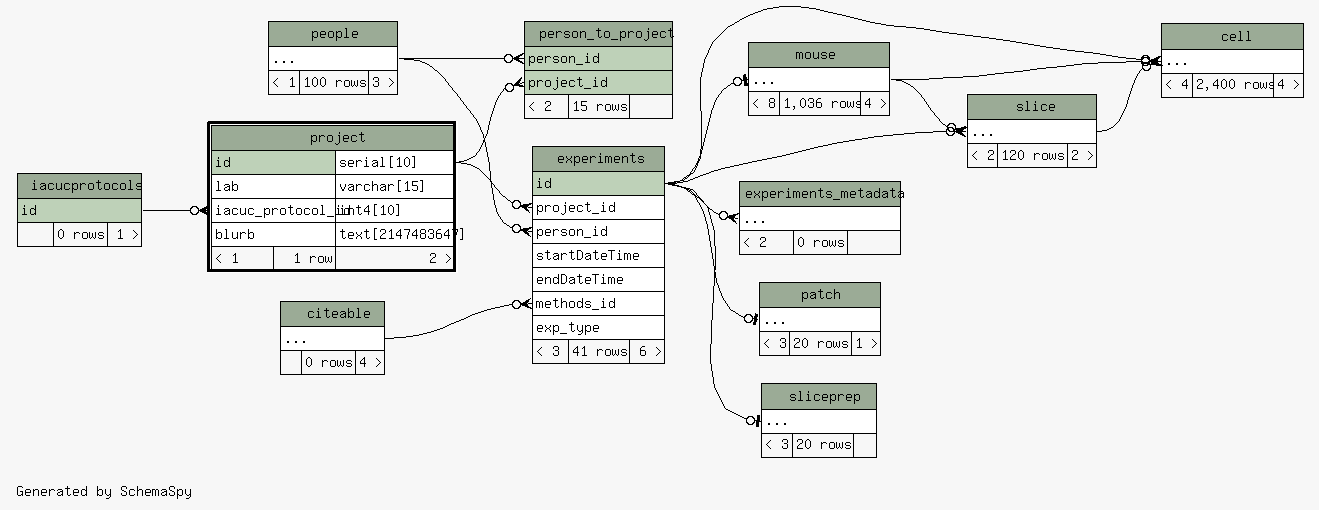 people
...
< 1 100 rows 3 >
person_to_project
person_id
project_id
< 2 15 rows
project
id serial[10]
lab varchar[15]
iacuc_protocol_id int4[10]
blurb text[2147483647]
< 1 1 row 2 >
iacucprotocols
id
0 rows 1 >
citeable
...
0 rows 4 >
experiments
id
project_id
person_id
startDateTime
endDateTime
methods_id
exp_type
< 3 41 rows 6 >
mouse
...
< 8 1,036 rows 4 >
cell
...
< 4 2,400 rows 4 >
slice
...
< 2 120 rows 2 >
experiments_metadata
...
< 2 0 rows
patch
...
< 3 20 rows 1 >
sliceprep
...
< 3 20 rows
Generated by SchemaSpy